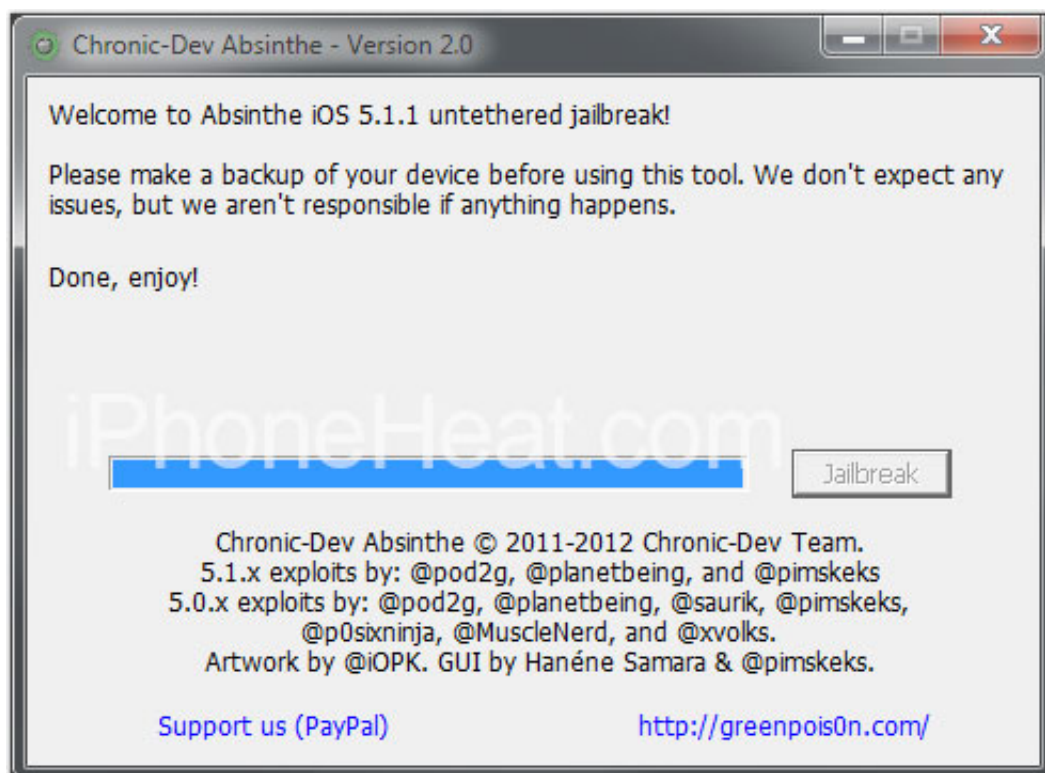 Chronic-Dev Absinthe - Version 2.0
Welcome to Absinthe iOS 5.1.1 untethered jailbreak!
Please make a backup of your device before using this tool. We don't expect any
issues, but we aren't responsible if anything happens.
Done, enjoy!
iPhoneHeat.com
Jailbreak
Chronic-Dev Absinthe © 2011-2012 Chronic-Dev Team.
5.1.x exploits by: @pod2g, @planetbeing, and @pimskeks
5.0.x exploits by: @pod2g, @planetbeing, @saurik, @pimskeks,
@p0sixninja, @MuscleNerd, and @xvolks.
Artwork by @iOPK. GUI by Hanéne Samara & @pimskeks.
Support us (PayPal)
http://greenpois0n.com/